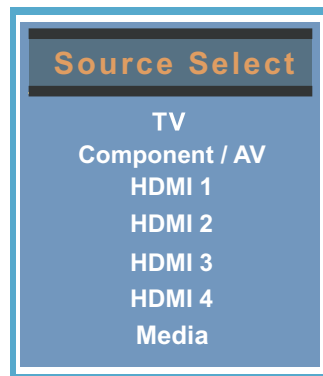 Source Select
TV
Component / AV
HDMI 1
HDMI 2
HDMI 3
HDMI 4
Media